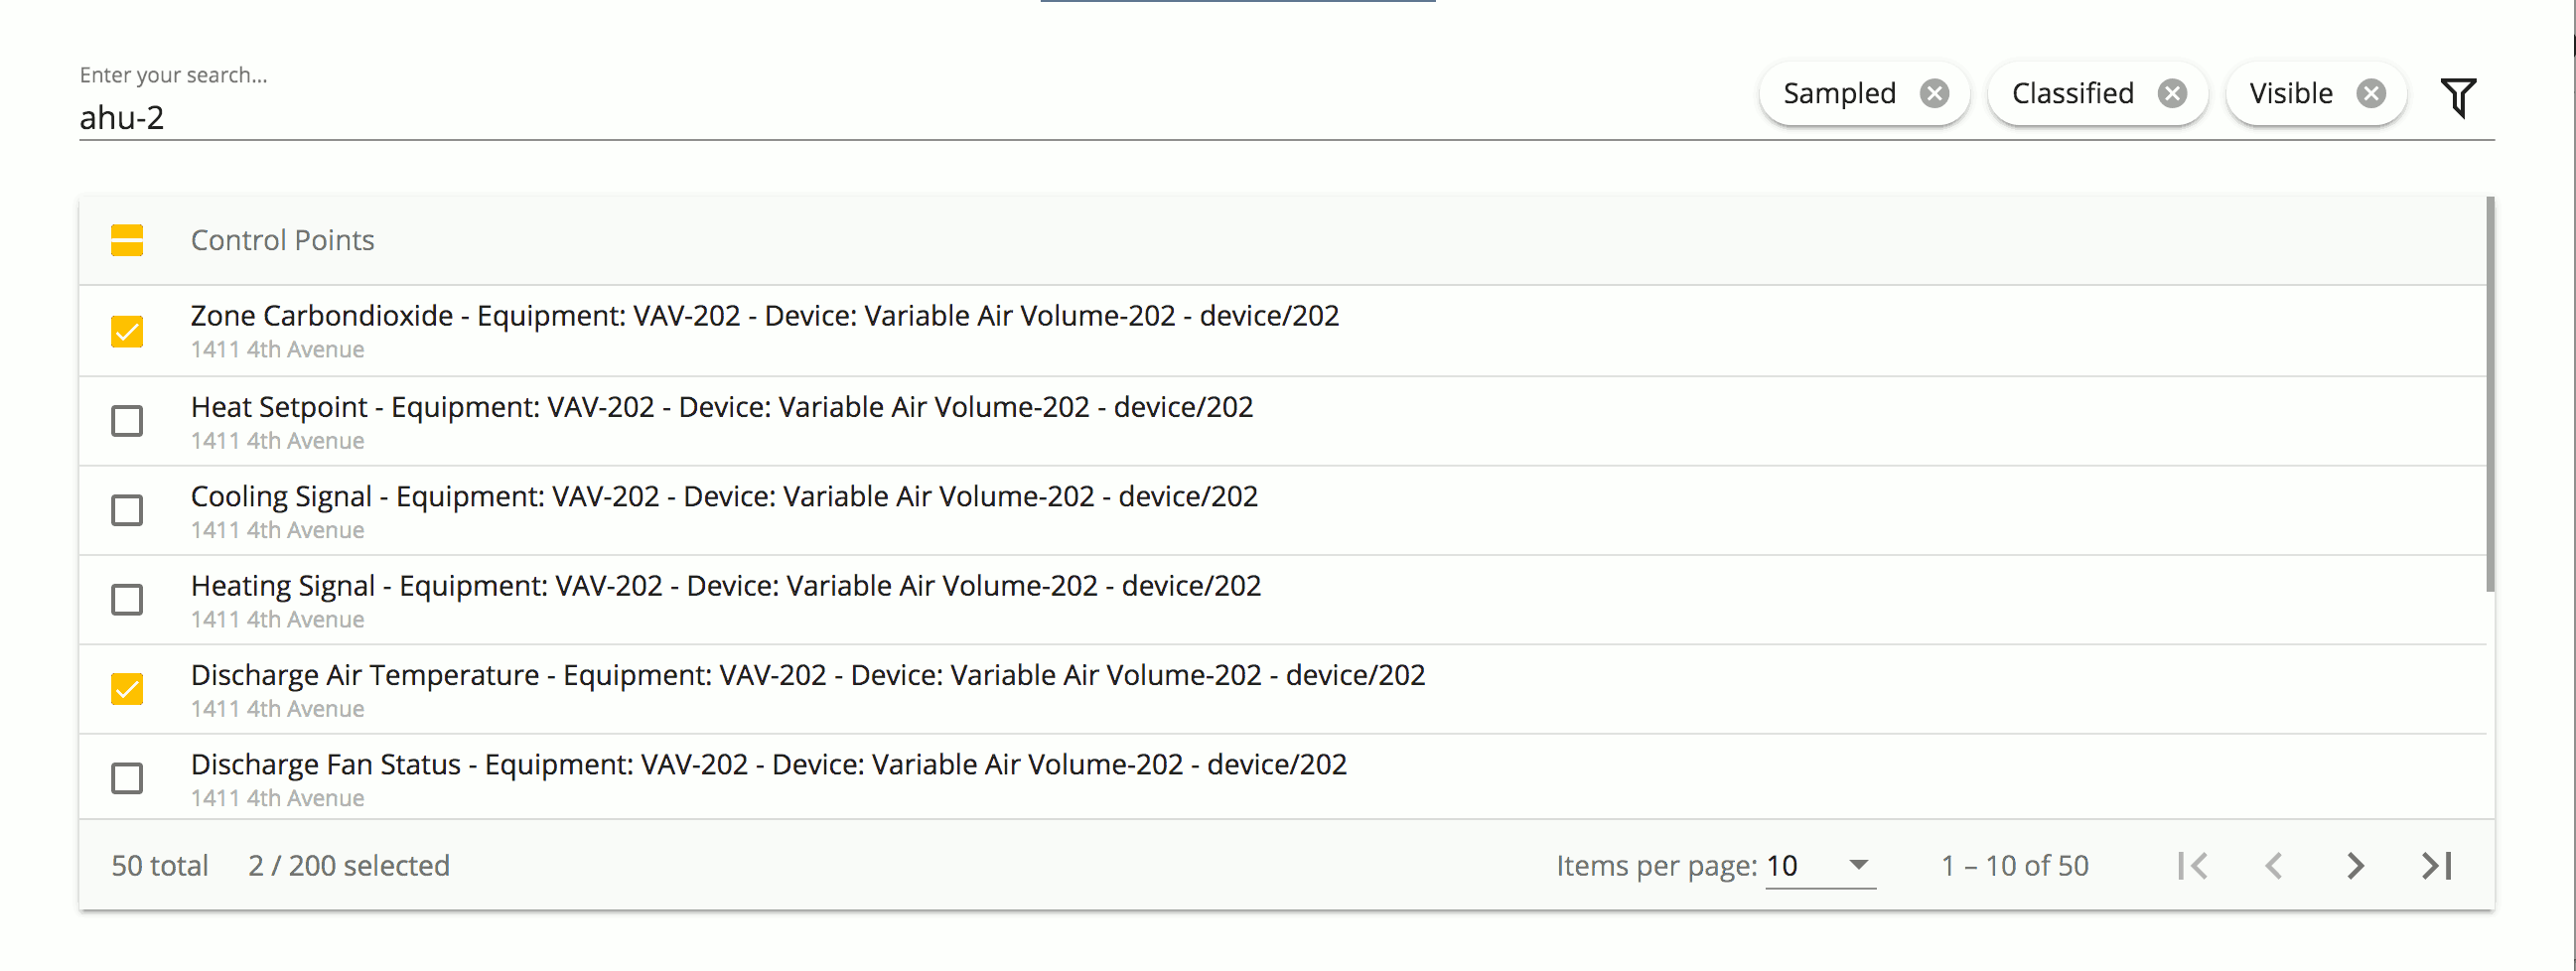 Enter your search...
ahu-2
Sampled Classified Visible
Control Points
Zone Carbondioxide - Equipment: VAV-202 - Device: Variable Air Volume-202 - device/202
1411 4th Avenue
Heat Setpoint - Equipment: VAV-202 - Device: Variable Air Volume-202 - device/202
1411 4th Avenue
Cooling Signal - Equipment: VAV-202 - Device: Variable Air Volume-202 - device/202
1411 4th Avenue
Heating Signal - Equipment: VAV-202 - Device: Variable Air Volume-202 - device/202
1411 4th Avenue
Discharge Air Temperature - Equipment: VAV-202 - Device: Variable Air Volume-202 - device/202
1411 4th Avenue
Discharge Fan Status - Equipment: VAV-202 - Device: Variable Air Volume-202 - device/202
1411 4th Avenue
50 total 2 / 200 selected Items per page: 10 1 – 10 of 50